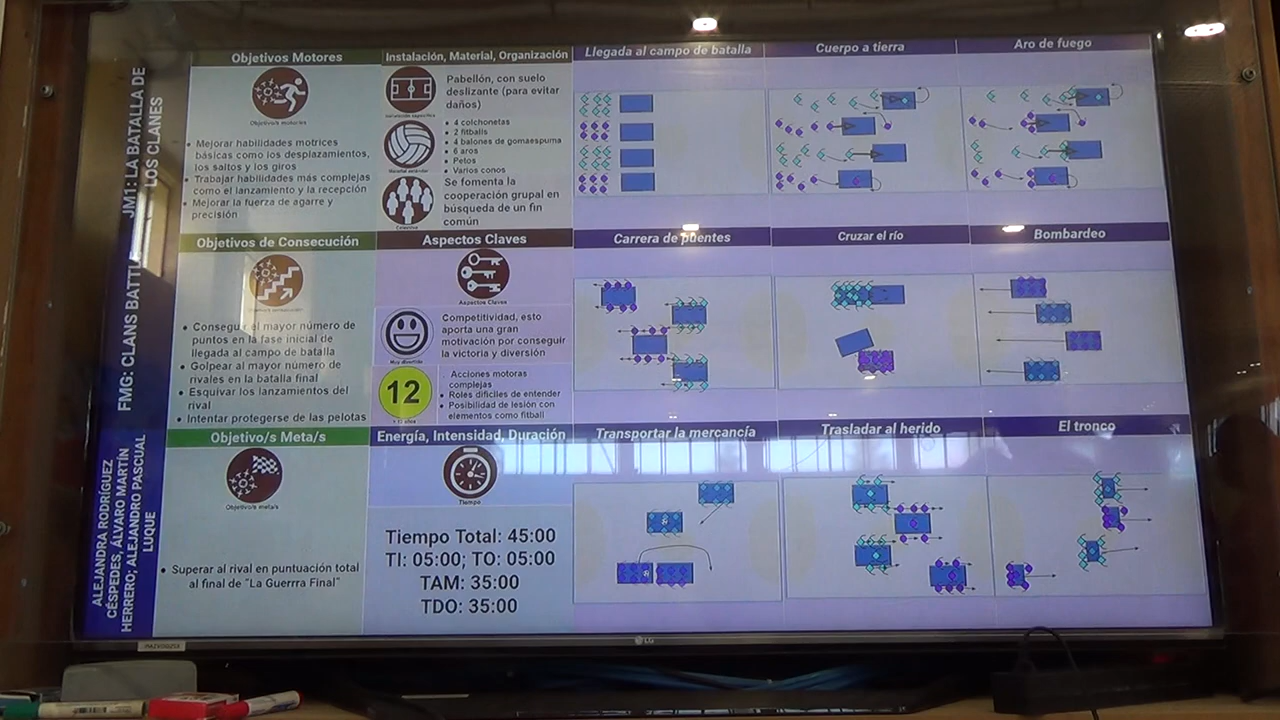 JM1: LA BATALLA DE
LOS CLANES
ALEJANDRA RODRÍGUEZ
CÉSPEDES, ÁLVARO MARTÍN
HERRERO; ALEJANDRO PASCUAL
LUQUE
Objetivos Motores
Objetivo/s motor/es
Mejorar habilidades motrices
básicas como los desplazamientos,
los saltos y los giros
Trabajar habilidades más complejas
como el lanzamiento y la recepción
Mejorar la fuerza de agarre y
precisión
Instalación, Material, Organización
Pabellón, con suelo
deslizante (para evitar
daños)
4 colchonetas
2 fitballs
4 balones de gomaespuma
6 aros
Petos
Varios conos
Se fomenta la
cooperación grupal en
búsqueda de un fin
común
Llegada al campo de batalla
Cuerpo a tierra
Aro de fuego
FMG: CLANS
Objetivos de Consecución
Conseguir el mayor número de
puntos en la fase inicial de
llegada al campo de batalla
Golpear al mayor número de
rivales en la batalla final
Esquivar los lanzamientos del
rival
Intentar protegerse de las pelotas
Aspectos Claves
Aspectos Claves
Competitividad, esto
aporta una gran
motivación por conseguir
la victoria y diversión
Muy divertido
12
Acciones motoras
complejas
Roles difíciles de entender
Posibilidad de lesión con
elementos como fitball
Carrera de puentes
Cruzar el río
Bombardeo
Objetivo/s Meta/s
Objetivo/s meta/s
Superar al rival en puntuación total
al final de "La Guerrra Final"
Energía, Intensidad, Duración
Tiempo
Tiempo Total: 45:00
TI: 05:00; TO: 05:00
TAM: 35:00
TDO: 35:00
Transportar la mercancía
Trasladar al herido
El tronco
LG